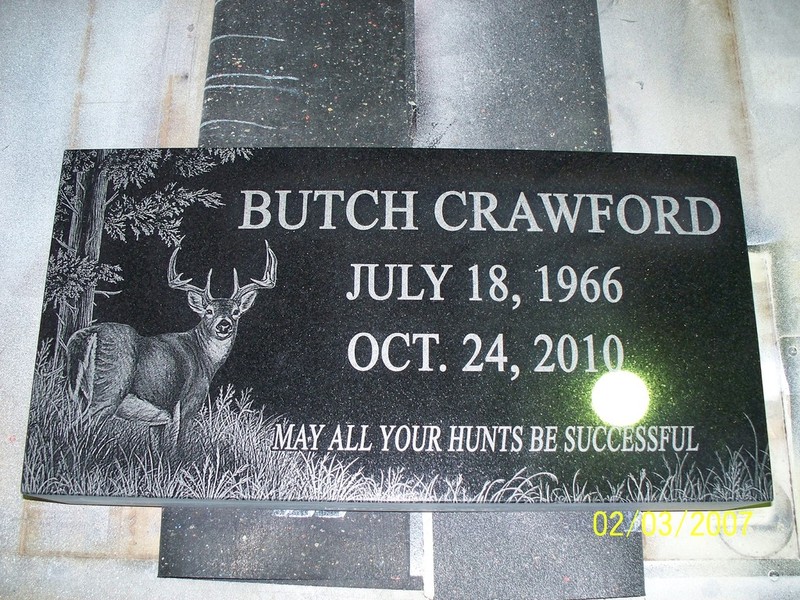 BUTCH CRAWFORD
JULY 18, 1966
OCT. 24, 2010
MAY ALL YOUR HUNTS BE SUCCESSFUL
02/03/2007